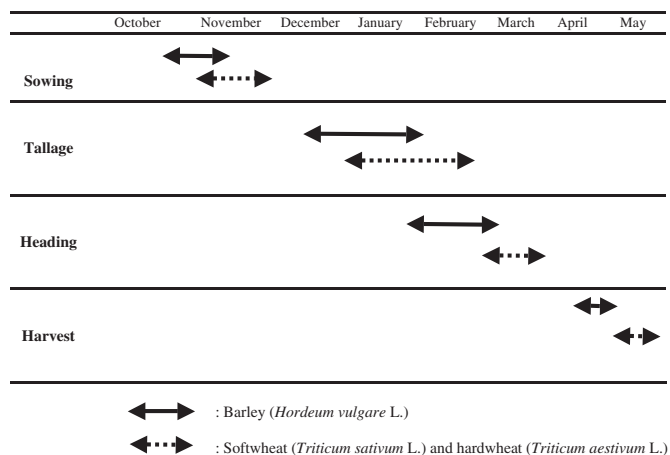 October November December January February March April May
Sowing
Tallage
Heading
Harvest
: Barley (Hordeum vulgare L.)
: Softwheat (Triticum sativum L.) and hardwheat (Triticum aestivum L.)